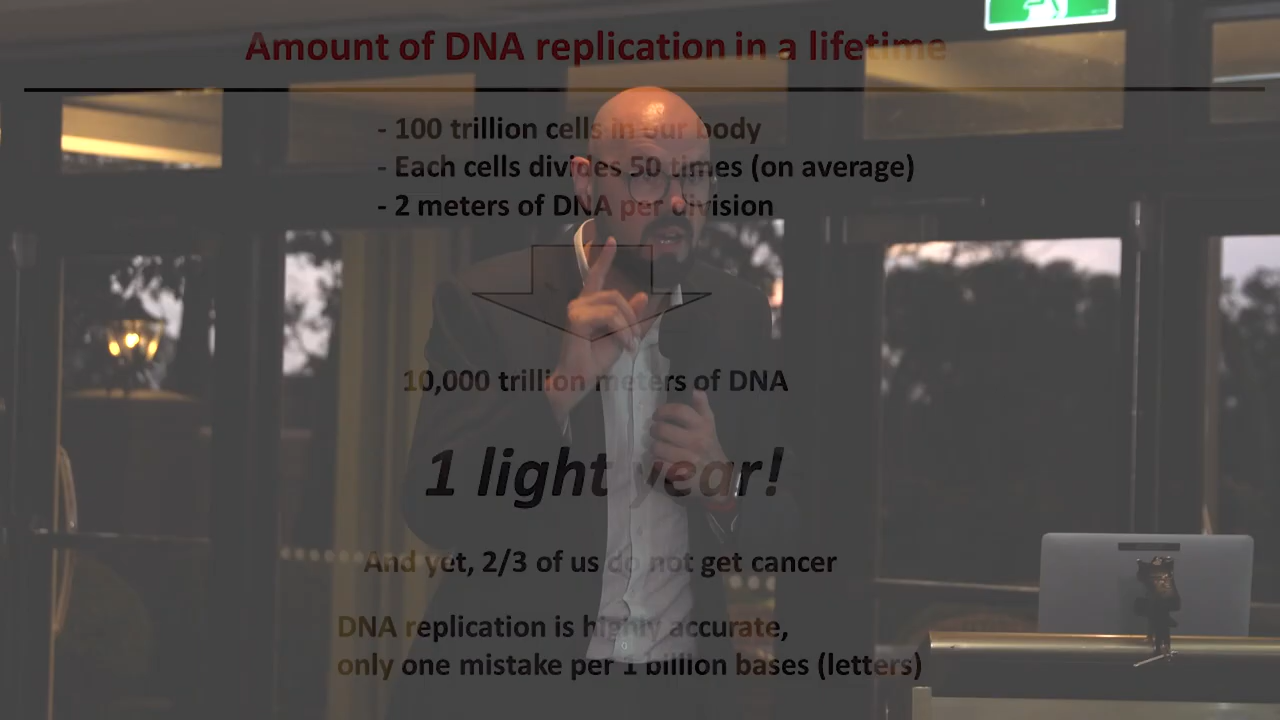 Amount of DNA replication in a lifetime
- 100 trillion cells in our body
- Each cells divides 50 times (on average)
- 2 meters of DNA per division
10,000 trillion meters of DNA
1 light year!
And yet, 2/3 of us do not get cancer
DNA replication is highly accurate,
only one mistake per 1 billion bases (letters)